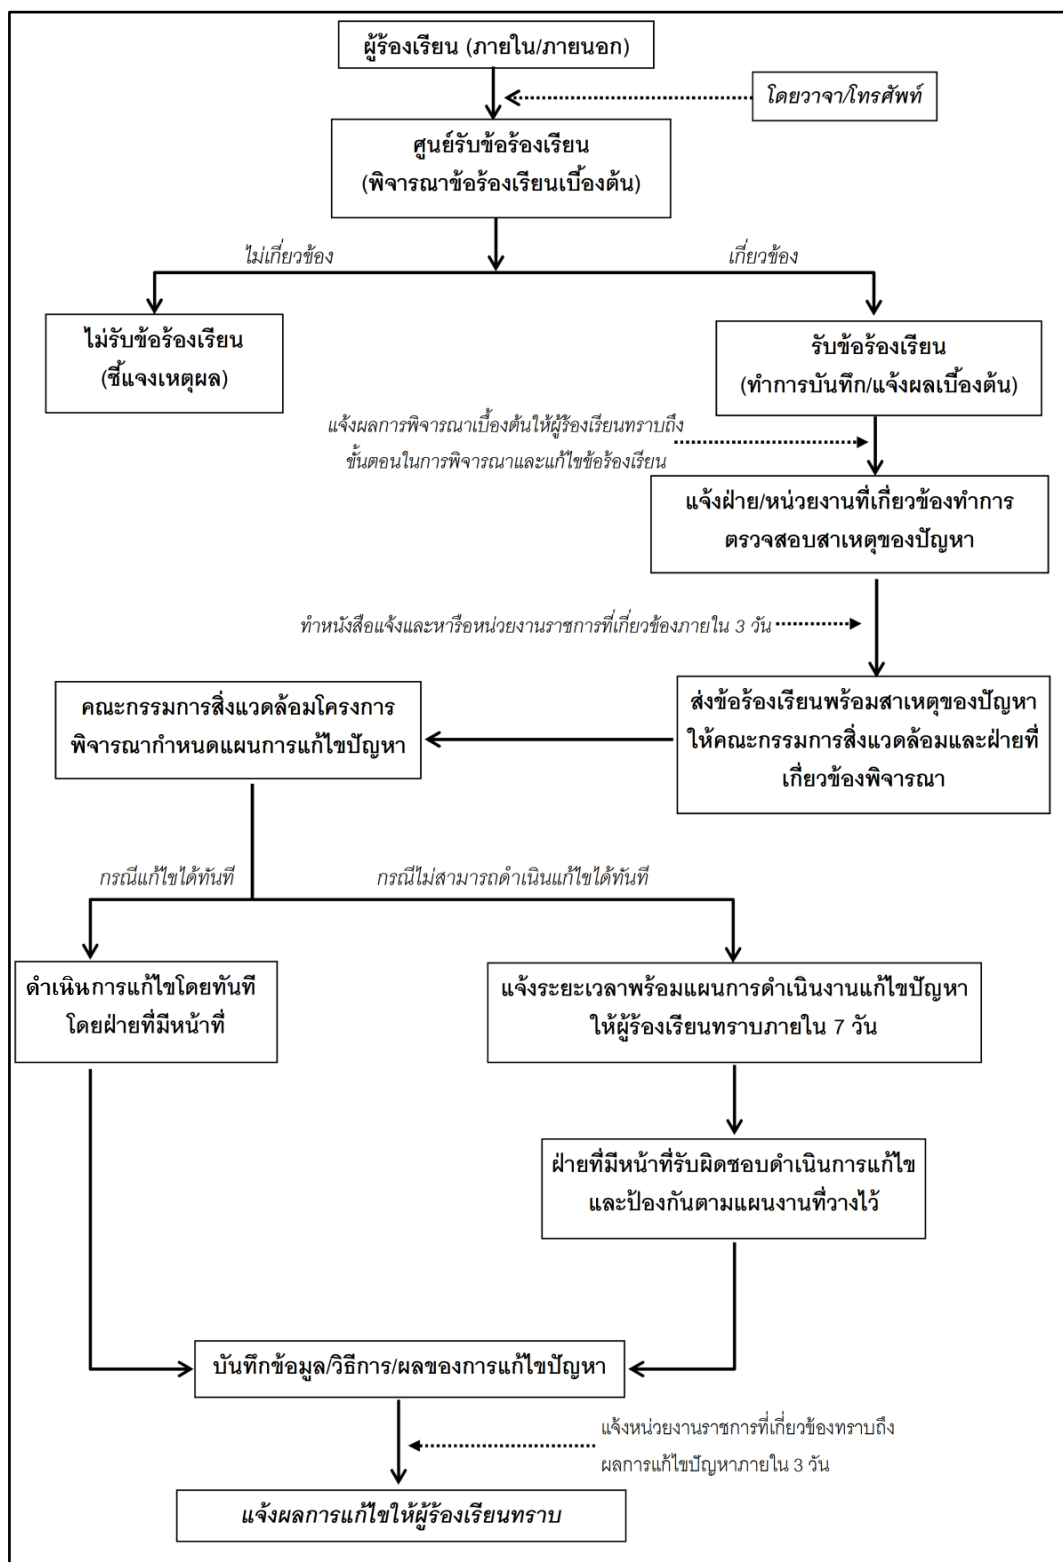 ผู้ร้องเรียน (ภายใน/ภายนอก)
โดยวาจา/โทรศัพท์
ศูนย์รับข้อร้องเรียน
(พิจารณาข้อร้องเรียนเบื้องต้น)
ไม่เกี่ยวข้อง
เกี่ยวข้อง
ไม่รับข้อร้องเรียน
(ชี้แจงเหตุผล)
รับข้อร้องเรียน
(ทำการบันทึก/แจ้งผลเบื้องต้น)
แจ้งผลการพิจารณาเบื้องต้นให้ผู้ร้องเรียนทราบถึง
ขั้นตอนในการพิจารณาและแก้ไขข้อร้องเรียน
แจ้งฝ่าย/หน่วยงานที่เกี่ยวข้องทำการ
ตรวจสอบสาเหตุของปัญหา
ทำหนังสือแจ้งและหารือหน่วยงานราชการที่เกี่ยวข้องภายใน 3 วัน
คณะกรรมการสิ่งแวดล้อมโครงการ
พิจารณากำหนดแผนการแก้ไขปัญหา
ส่งข้อร้องเรียนพร้อมสาเหตุของปัญหา
ให้คณะกรรมการสิ่งแวดล้อมและฝ่ายที่
เกี่ยวข้องพิจารณา
กรณีแก้ไขได้ทันที
กรณีไม่สามารถดำเนินแก้ไขได้ทันที
ดำเนินการแก้ไขโดยทันที
โดยฝ่ายที่มีหน้าที่
แจ้งระยะเวลาพร้อมแผนการดำเนินงานแก้ไขปัญหา
ให้ผู้ร้องเรียนทราบภายใน 7 วัน
ฝ่ายที่มีหน้าที่รับผิดชอบดำเนินการแก้ไข
และป้องกันตามแผนงานที่วางไว้
บันทึกข้อมูล/วิธีการ/ผลของการแก้ไขปัญหา
แจ้งหน่วยงานราชการที่เกี่ยวข้องทราบถึง
ผลการแก้ไขปัญหาภายใน 3 วัน
แจ้งผลการแก้ไขให้ผู้ร้องเรียนทราบ